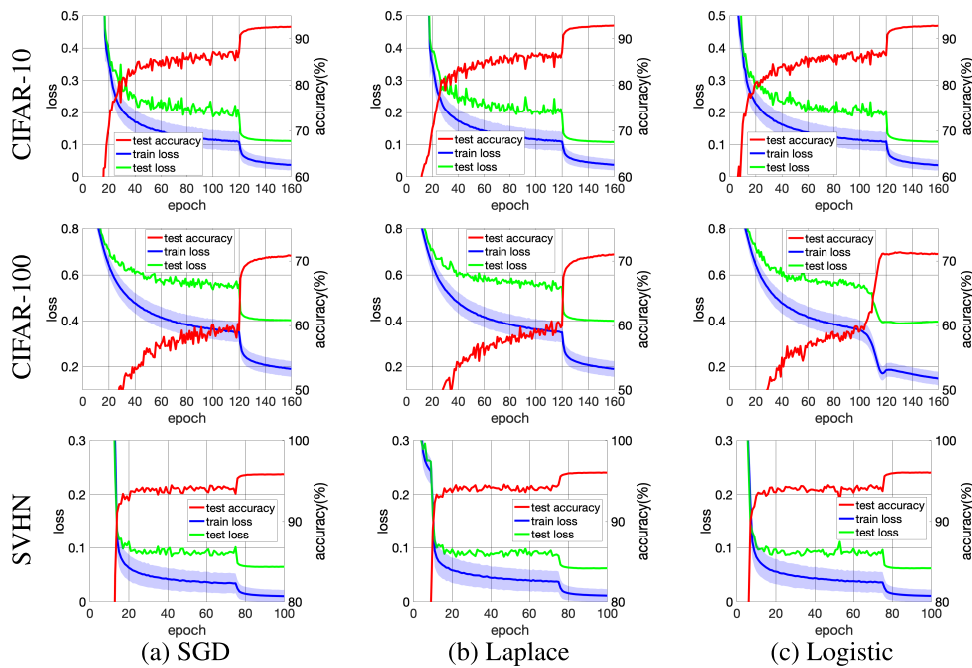 CIFAR-10
0.5
0.4
0.3
0.2
0.1
0
loss
90
80
70
60
accuracy(%)
test accuracy
train loss
test loss
0 20 40 60 80 100 120 140 160
epoch
0.5
0.4
0.3
0.2
0.1
0
loss
90
80
70
60
accuracy(%)
test accuracy
train loss
test loss
0 20 40 60 80 100 120 140 160
epoch
0.5
0.4
0.3
0.2
0.1
0
loss
90
80
70
60
accuracy(%)
test accuracy
train loss
test loss
0 20 40 60 80 100 120 140 160
epoch
CIFAR-100
0.8
0.6
0.4
0.2
loss
70
60
50
accuracy(%)
test accuracy
train loss
test loss
0 20 40 60 80 100 120 140 160
epoch
0.8
0.6
0.4
0.2
loss
70
60
50
accuracy(%)
test accuracy
train loss
test loss
0 20 40 60 80 100 120 140 160
epoch
0.8
0.6
0.4
0.2
loss
70
60
50
accuracy(%)
test accuracy
train loss
test loss
0 20 40 60 80 100 120 140 160
epoch
SVHN
0.3
0.2
0.1
0
loss
100
90
80
accuracy(%)
test accuracy
train loss
test loss
0 20 40 60 80 100
epoch
0.3
0.2
0.1
0
loss
100
90
80
accuracy(%)
test accuracy
train loss
test loss
0 20 40 60 80 100
epoch
0.3
0.2
0.1
0
loss
100
90
80
accuracy(%)
test accuracy
train loss
test loss
0 20 40 60 80 100
epoch
(a) SGD
(b) Laplace
(c) Logistic